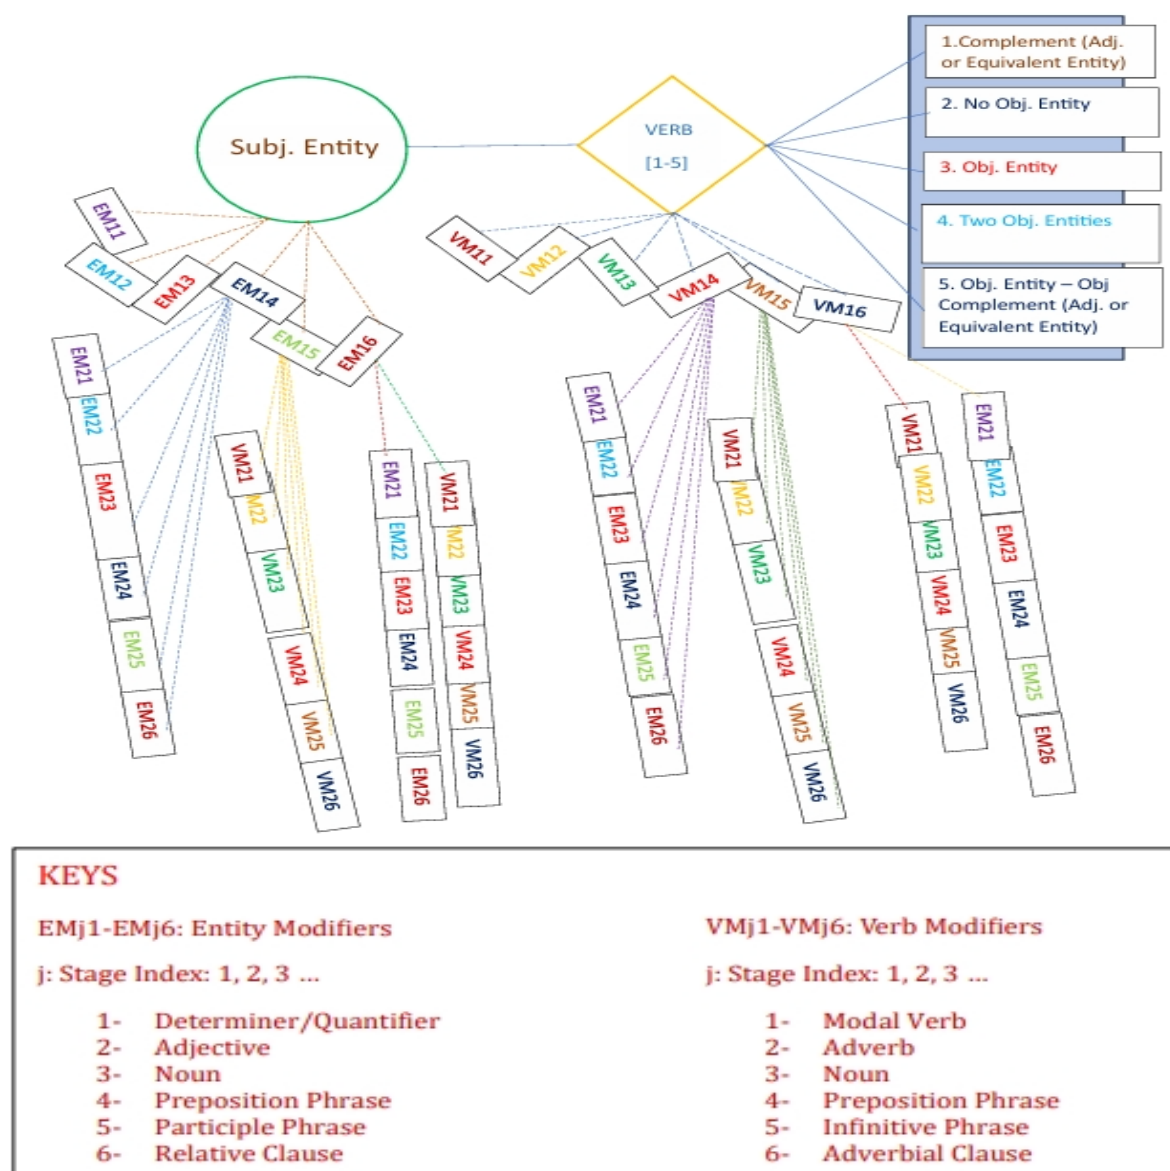 1.Complement (Adj.
or Equivalent Entity)
2. No Obj. Entity
3. Obj. Entity
4. Two Obj. Entities
5. Obj. Entity – Obj
Complement (Adj. or
Equivalent Entity)
Subj. Entity
VERB
[1-5]
EM11
EM12
EM13
EM14
EM15
EM16
VM11
VM12
VM13
VM14
VM15
VM16
EM21
EM22
EM23
EM24
EM25
EM26
VM21
M22
VM23
VM24
VM25
VM26
EM21
EM22
EM23
EM24
EM25
EM26
VM21
M22
VM23
VM24
VM25
VM26
EM21
EM22
EM23
EM24
EM25
EM26
VM21
VM22
VM23
VM24
VM25
VM26
VM21
VM22
VM23
VM24
VM25
VM26
EM21
EM22
EM23
EM24
EM25
EM26
KEYS
EMj1-EMj6: Entity Modifiers
j: Stage Index: 1, 2, 3 ...
1- Determiner/Quantifier
2- Adjective
3- Noun
4- Preposition Phrase
5- Participle Phrase
6- Relative Clause
VMj1-VMj6: Verb Modifiers
j: Stage Index: 1, 2, 3 ...
1- Modal Verb
2- Adverb
3- Noun
4- Preposition Phrase
5- Infinitive Phrase
6- Adverbial Clause